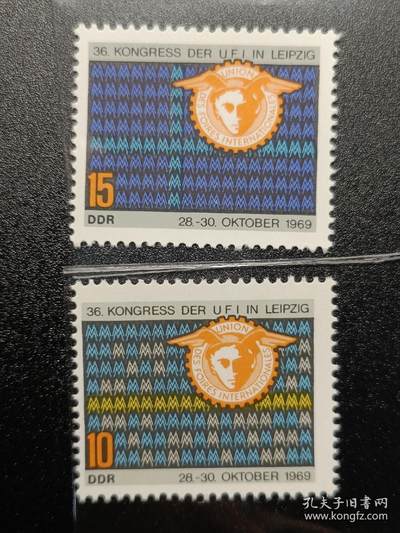 36. KONGRESS DER UFI IN LEIPZIG
UNION
DES FOIRES INTERNATIONALES
15
DDR
28.-30. OKTOBER 1969
36. KONGRESS DER UFI IN LEIPZIG
UNION
DES FOIRES INTERNATIONALES
10
DDR
28.-30. OKTOBER 1969
孔夫子旧书网
www.kongfz.com